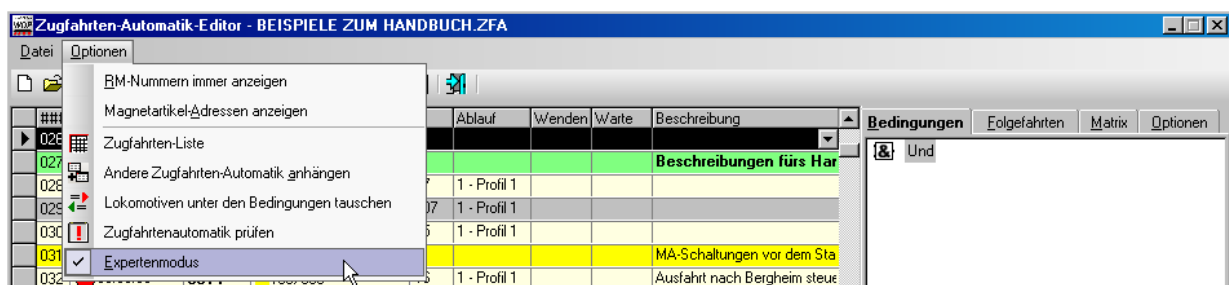 Zugfahrten-Automatik-Editor - BEISPIELE ZUM HANDBUCH.ZFA
Datei Optionen
RM-Nummern immer anzeigen
Magnetartikel-Adressen anzeigen
Zugfahrten-Liste
Andere Zugfahrten-Automatik anhängen
Lokomotiven unter den Bedingungen tauschen
Zugfahrtenautomatik prüfen
Expertenmodus
### Ablauf Wenden Warte Beschreibung
026
027 Beschreibungen fürs Har
028 1 - Profil 1
029 07 1 - Profil 1
030 1 - Profil 1
031 MA-Schaltungen vor dem Sta
032 1 - Profil 1 Ausfahrt nach Bergheim steue
Bedingungen Folgefahrten Matrix Optionen
& Und